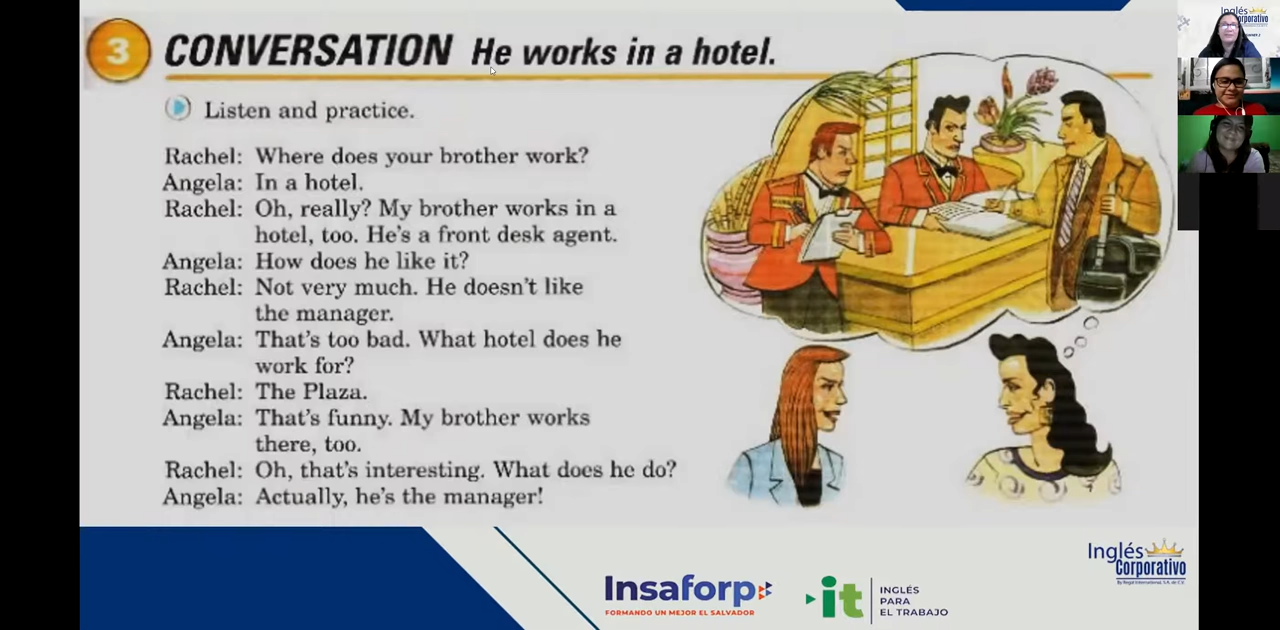 3 CONVERSATION He works in a hotel.
Listen and practice.
Rachel: Where does your brother work?
Angela: In a hotel.
Rachel: Oh, really? My brother works in a
hotel, too. He's a front desk agent.
Angela: How does he like it?
Rachel: Not very much. He doesn't like
the manager.
Angela: That's too bad. What hotel does he
work for?
Rachel: The Plaza.
Angela: That's funny. My brother works
there, too.
Rachel: Oh, that's interesting. What does he do?
Angela: Actually, he's the manager!
MANAGER
Insaforp
FORMANDO UN MEJOR EL SALVADOR
it
INGLÉS
PARA
EL TRABAJO
Inglés
Corporativo
By Regal International, S.A. de C.V.
Inglés
Corporativo